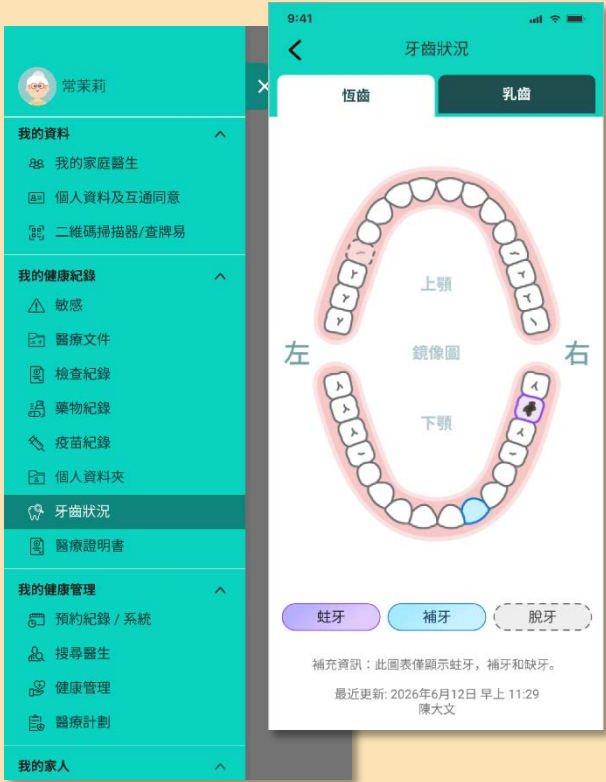 常茉莉
我的資料
我的家庭醫生
個人資料及互通同意
二維碼掃描器/查牌易
我的健康紀錄
敏感
醫療文件
檢查紀錄
藥物紀錄
疫苗紀錄
個人資料夾
牙齒狀況
醫療證明書
我的健康管理
預約紀錄 / 系統
搜尋醫生
健康管理
醫療計劃
我的家人
9:41
牙齒狀況
恆齒
乳齒
上顎
左
鏡像圖
右
下顎
蛀牙
補牙
脫牙
補充資訊：此圖表僅顯示蛀牙，補牙和缺牙。
最近更新: 2026年6月12日 早上 11:29
陳大文